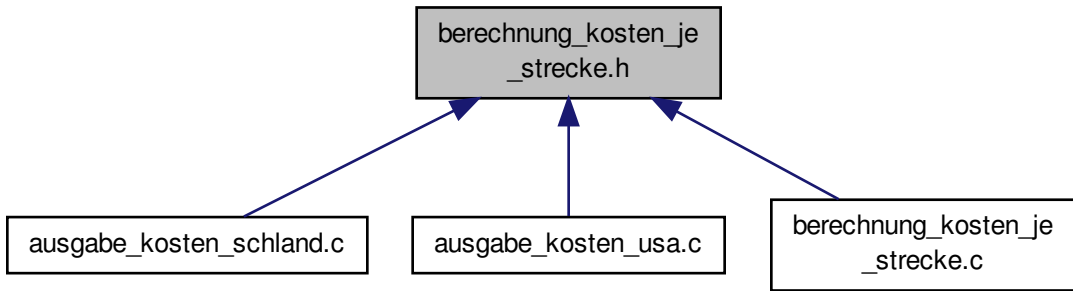 berechnung_kosten_je
_strecke.h
ausgabe_kosten_schland.c
ausgabe_kosten_usa.c
berechnung_kosten_je
_strecke.c